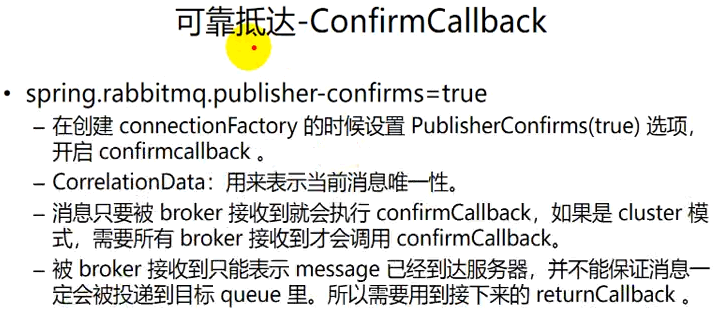 可靠抵达-ConfirmCallback
• spring.rabbitmq.publisher-confirms=true
– 在创建 connectionFactory 的时候设置 PublisherConfirms(true) 选项，
开启 confirmcallback 。
– CorrelationData：用来表示当前消息唯一性。
– 消息只要被 broker 接收到就会执行 confirmCallback，如果是 cluster 模
式，需要所有 broker 接收到才会调用 confirmCallback。
– 被 broker 接收到只能表示 message 已经到达服务器，并不能保证消息一
定会被投递到目标 queue 里。所以需要用到接下来的 returnCallback 。